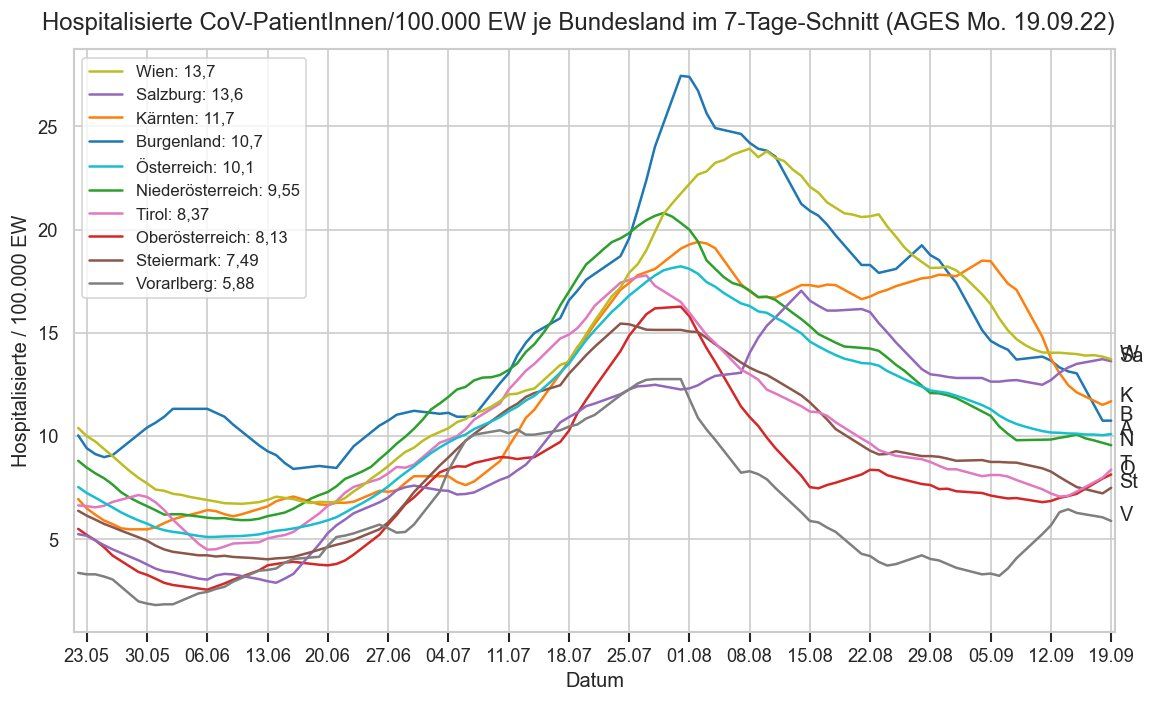 Hospitalisierte CoV-PatientInnen/100.000 EW je Bundesland im 7-Tage-Schnitt (AGES Mo. 19.09.22)
Wien: 13,7
Salzburg: 13,6
Kärnten: 11,7
Burgenland: 10,7
Österreich: 10,1
Niederösterreich: 9,55
Tirol: 8,37
Oberösterreich: 8,13
Steiermark: 7,49
Vorarlberg: 5,88
Hospitalisierte / 100.000 EW
25
20
15
10
5
W
Sa
K
B
A
N
T
O
St
V
23.05 30.05 06.06 13.06 20.06 27.06 04.07 11.07 18.07 25.07 01.08 08.08 15.08 22.08 29.08 05.09 12.09 19.09
Datum